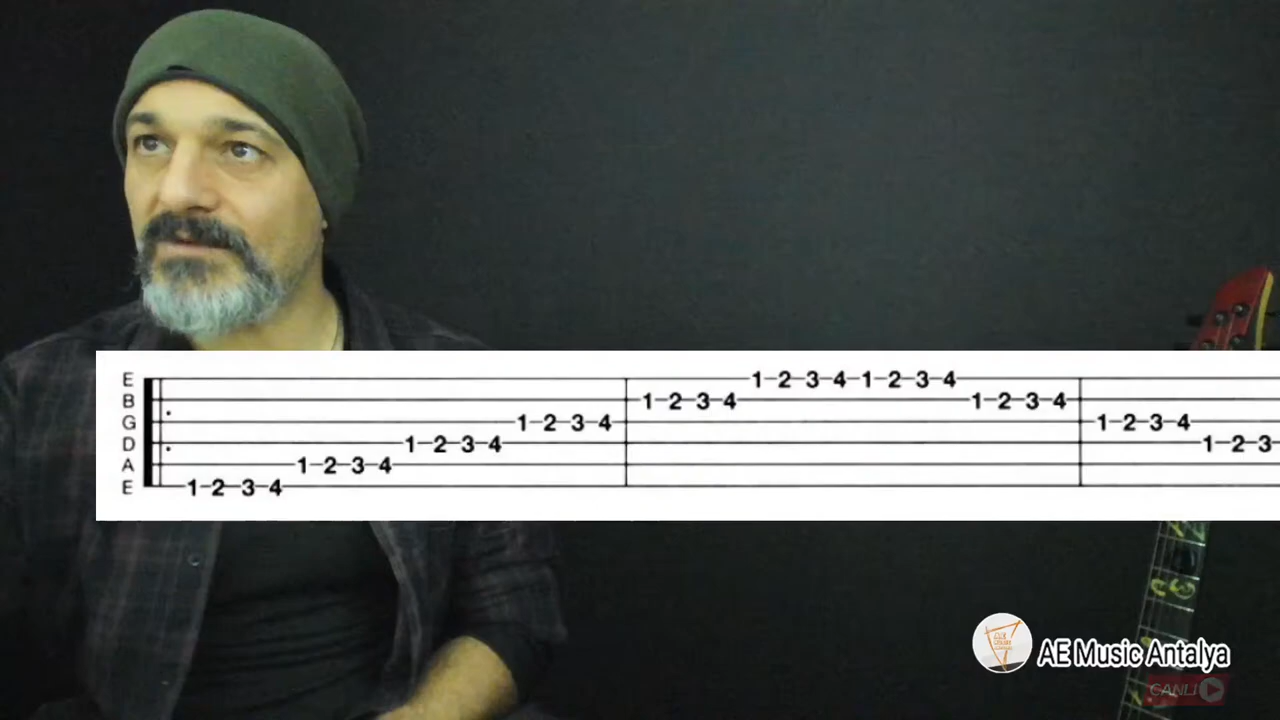 E 1 2 3 4 1 2 3 4
B 1 2 3 4 1 2 3 4
G 1 2 3 4 1 2 3 4
D 1 2 3 4 1 2 3
A 1 2 3 4
E 1 2 3 4
AE Music Antalya
CANLI